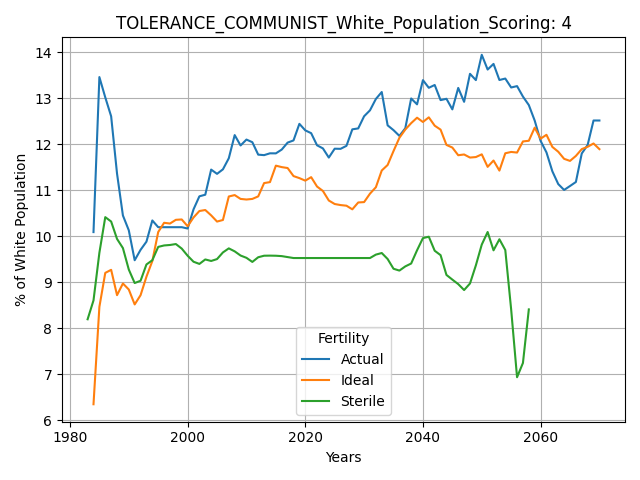 TOLERANCE_COMMUNIST_White_Population_Scoring: 4
14
13
12
11
10
9
8
7
6
% of White Population
Fertility
Actual
Ideal
Sterile
1980 2000 2020 2040 2060
Years